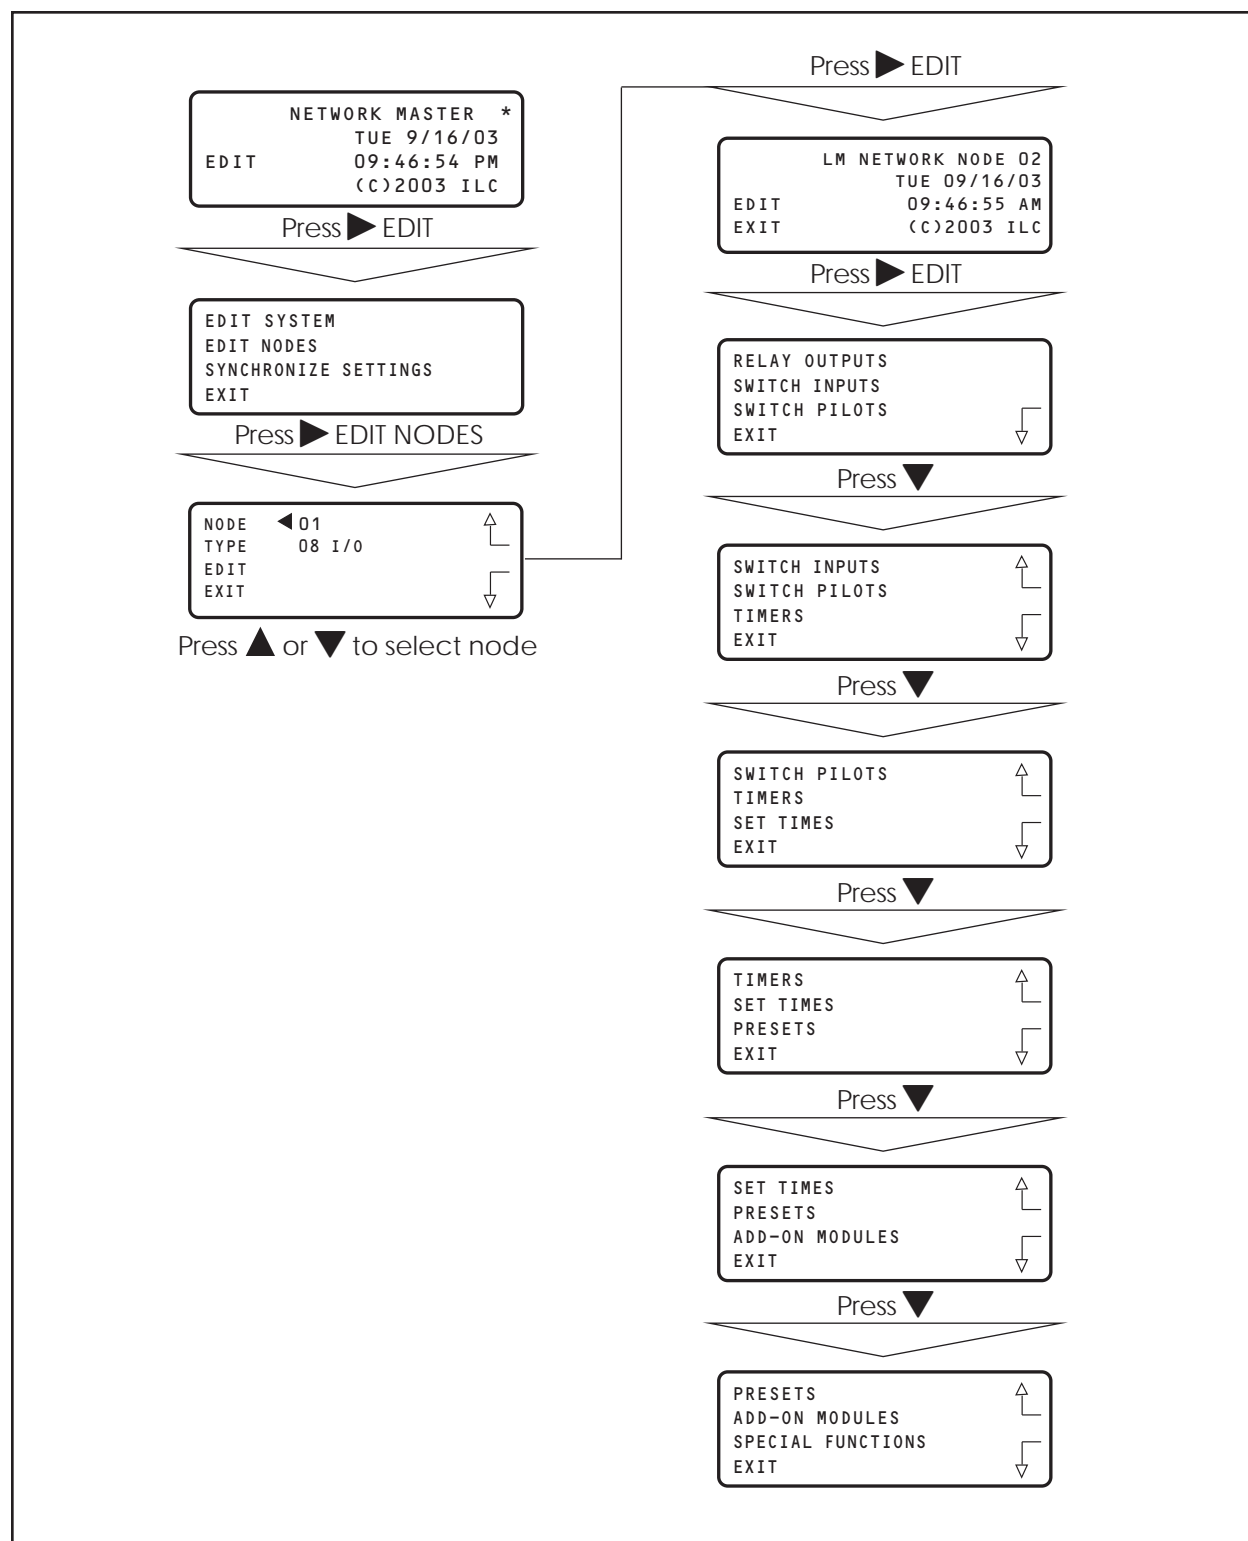 NETWORK MASTER *
TUE 9/16/03
EDIT 09:46:54 PM
(C)2003 ILC
Press ▶ EDIT
EDIT SYSTEM
EDIT NODES
SYNCHRONIZE SETTINGS
EXIT
Press ▶ EDIT NODES
NODE ◀ 01
TYPE 08 I/O
EDIT
EXIT
Press ▲ or ▼ to select node
Press ▶ EDIT
LM NETWORK NODE 02
TUE 09/16/03
EDIT 09:46:55 AM
EXIT (C)2003 ILC
Press ▶ EDIT
RELAY OUTPUTS
SWITCH INPUTS
SWITCH PILOTS
EXIT
Press ▼
SWITCH INPUTS
SWITCH PILOTS
TIMERS
EXIT
Press ▼
SWITCH PILOTS
TIMERS
SET TIMES
EXIT
Press ▼
TIMERS
SET TIMES
PRESETS
EXIT
Press ▼
SET TIMES
PRESETS
ADD-ON MODULES
EXIT
Press ▼
PRESETS
ADD-ON MODULES
SPECIAL FUNCTIONS
EXIT